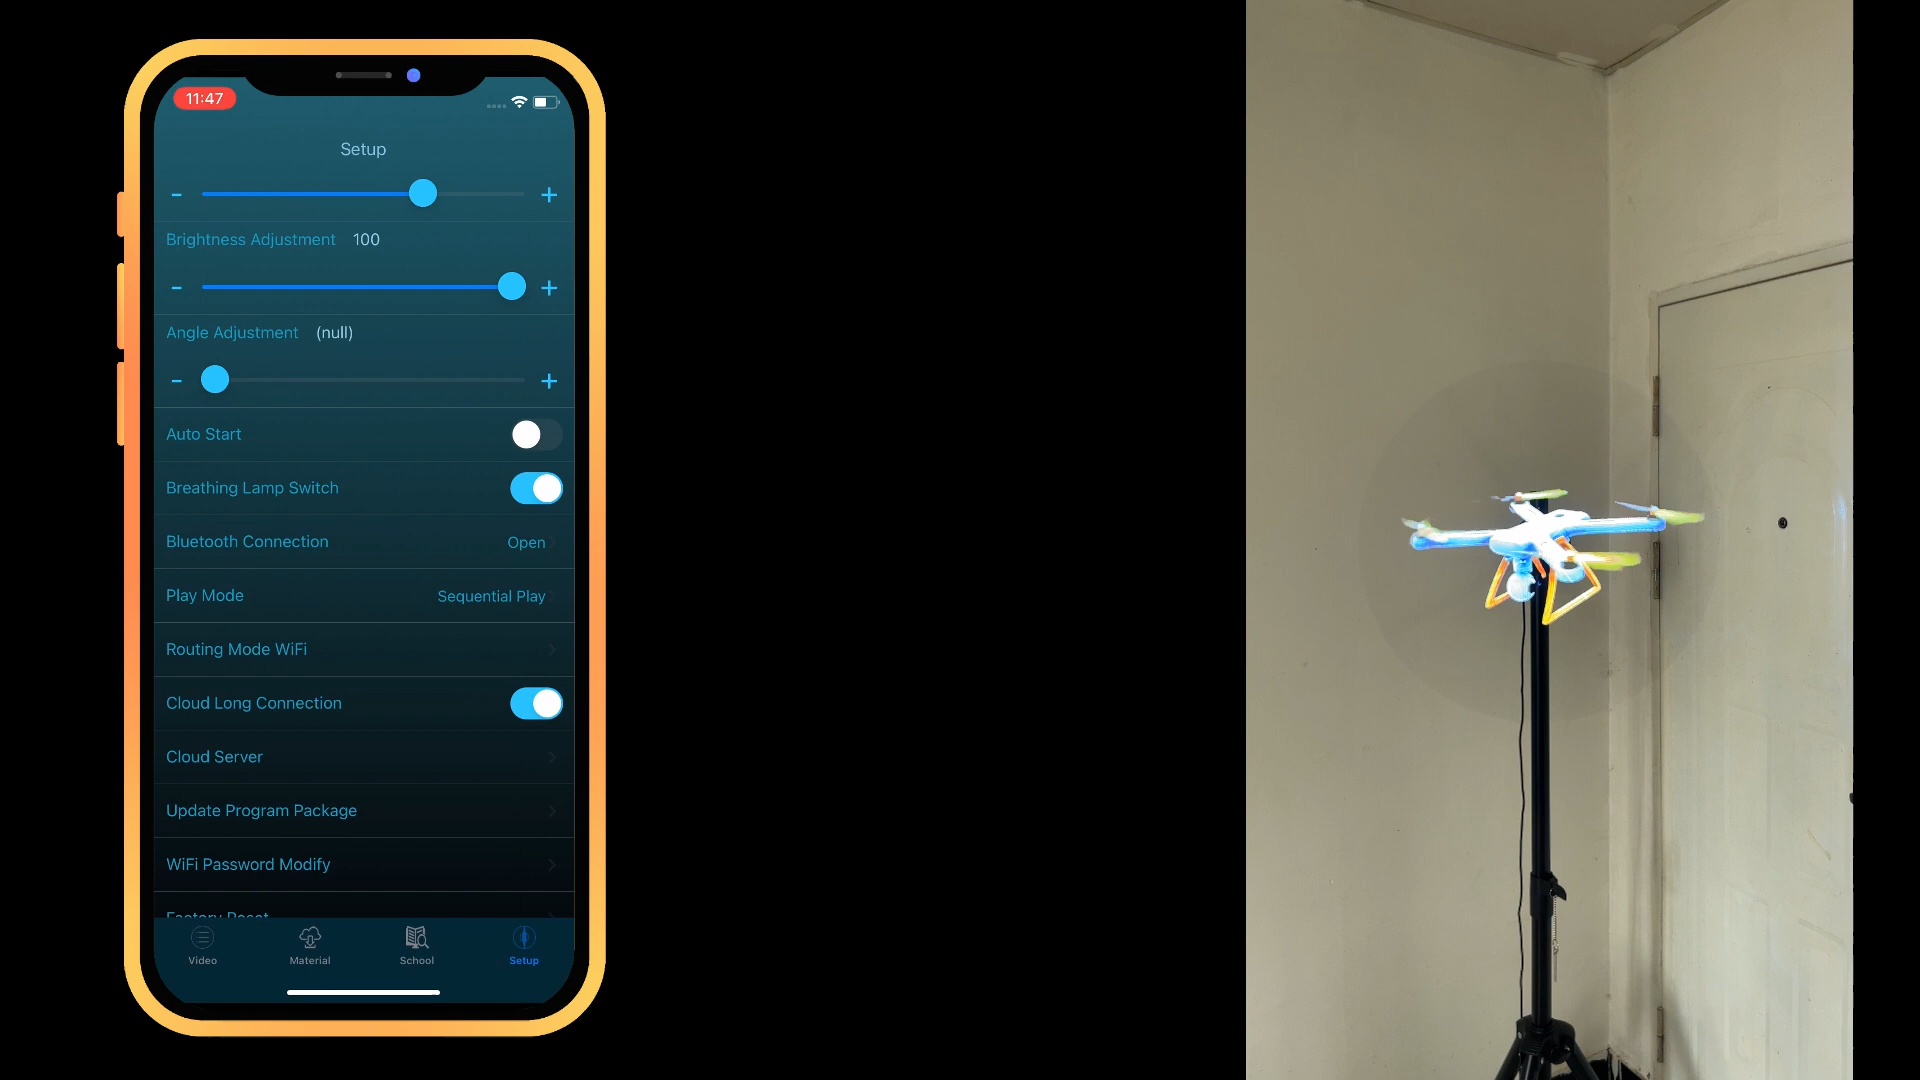 11:47
Setup
Brightness Adjustment 100
Angle Adjustment (null)
Auto Start
Breathing Lamp Switch
Bluetooth Connection Open
Play Mode Sequential Play
Routing Mode WiFi
Cloud Long Connection
Cloud Server
Update Program Package
WiFi Password Modify
Factory Reset
Video Material School Setup